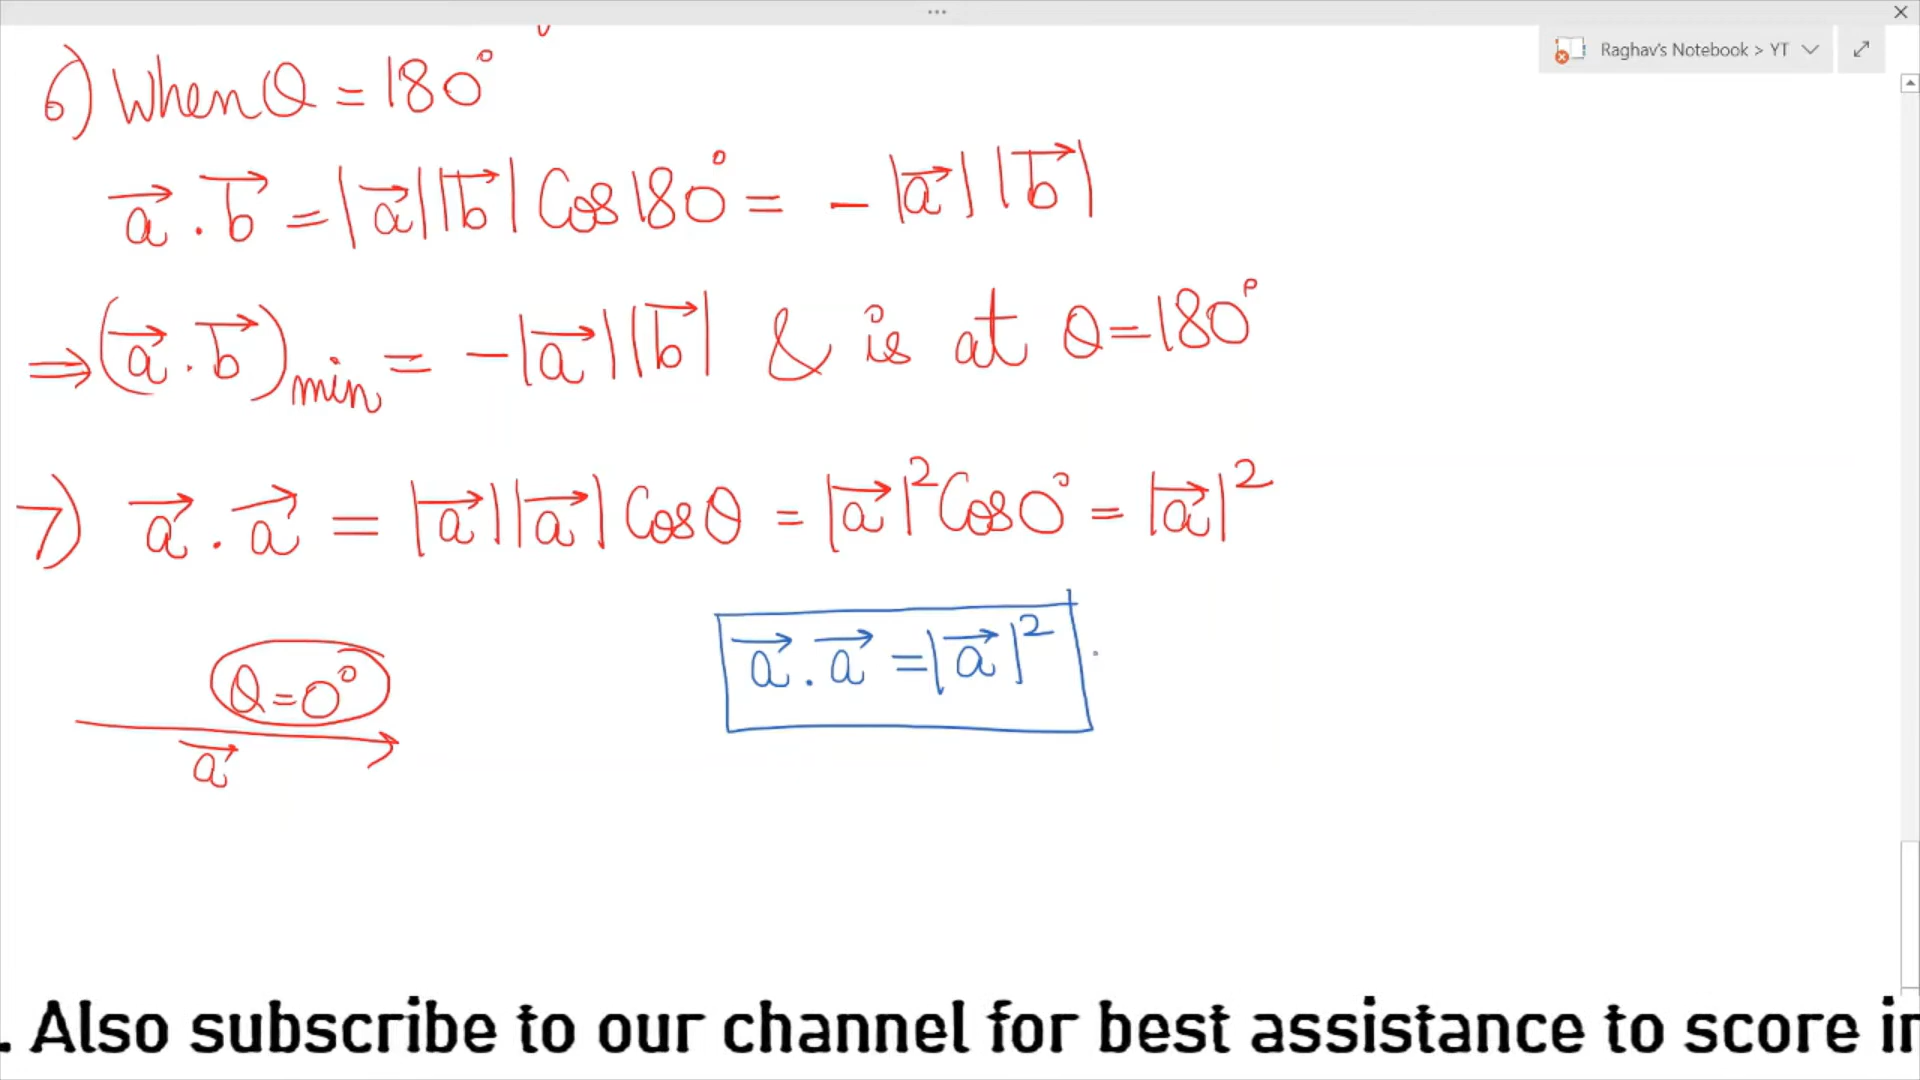 Raghav's Notebook > YT
6) When θ = 180°
a⃗ . b⃗ = |a⃗| |b⃗| Cos 180° = - |a⃗| |b⃗|
⇒ (a⃗ . b⃗)min = - |a⃗| |b⃗| & is at θ = 180°
7) a⃗ . a⃗ = |a⃗| |a⃗| Cos θ = |a⃗|² Cos 0° = |a⃗|²
a⃗ . a⃗ = |a⃗|²
θ = 0°
a⃗
. Also subscribe to our channel for best assistance to score in